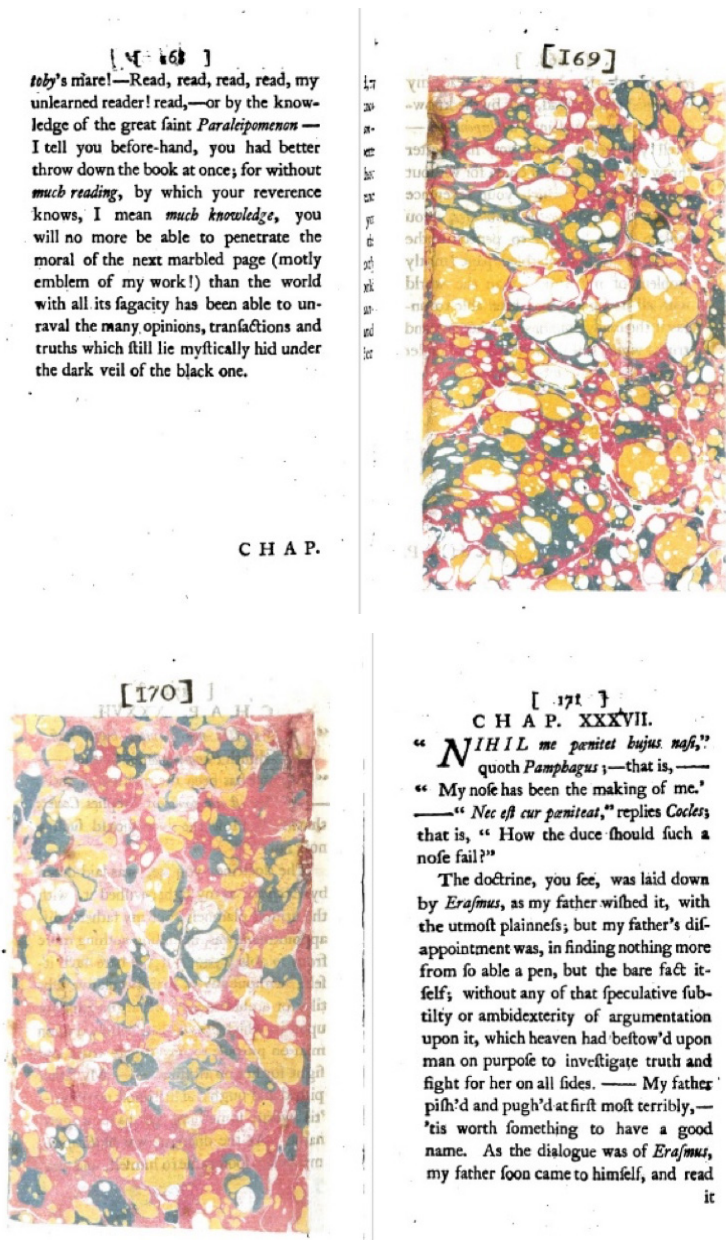 [ 168 ]
toby's mare!—Read, read, read, read, my
unlearned reader! read,—or by the know-
ledge of the great ſaint Paraleipomenon—
I tell you before-hand, you had better
throw down the book at once; for without
much reading, by which your reverence
knows, I mean much knowledge, you
will no more be able to penetrate the
moral of the next marbled page (motly
emblem of my work!) than the world
with all its ſagacity has been able to un-
raval the many opinions, tranſactions and
truths which ſtill lie myſtically hid under
the dark veil of the black one.
CHAP.
[169]
[170]
[ 171 ]
CHAP. XXXVII.
“ NIHIL me pænitet hujus naſi,”
quoth Pamphagus;—that is,——
“ My noſe has been the making of me.’
——“ Nec eſt cur pæniteat,” replies Cocles;
that is, “ How the duce ſhould ſuch a
noſe fail?”
The doctrine, you ſee, was laid down
by Eraſmus, as my father wiſhed it, with
the utmoſt plainneſs; but my father's diſ-
appointment was, in finding nothing more
from ſo able a pen, but the bare fact it-
ſelf; without any of that ſpeculative ſub-
tilty or ambidexterity of argumentation
upon it, which heaven had beſtow'd upon
man on purpoſe to inveſtigate truth and
fight for her on all ſides.—— My father
piſh'd and pugh'd at firſt moſt terribly,—
'tis worth ſomething to have a good
name. As the dialogue was of Eraſmus,
my father ſoon came to himſelf, and read
it